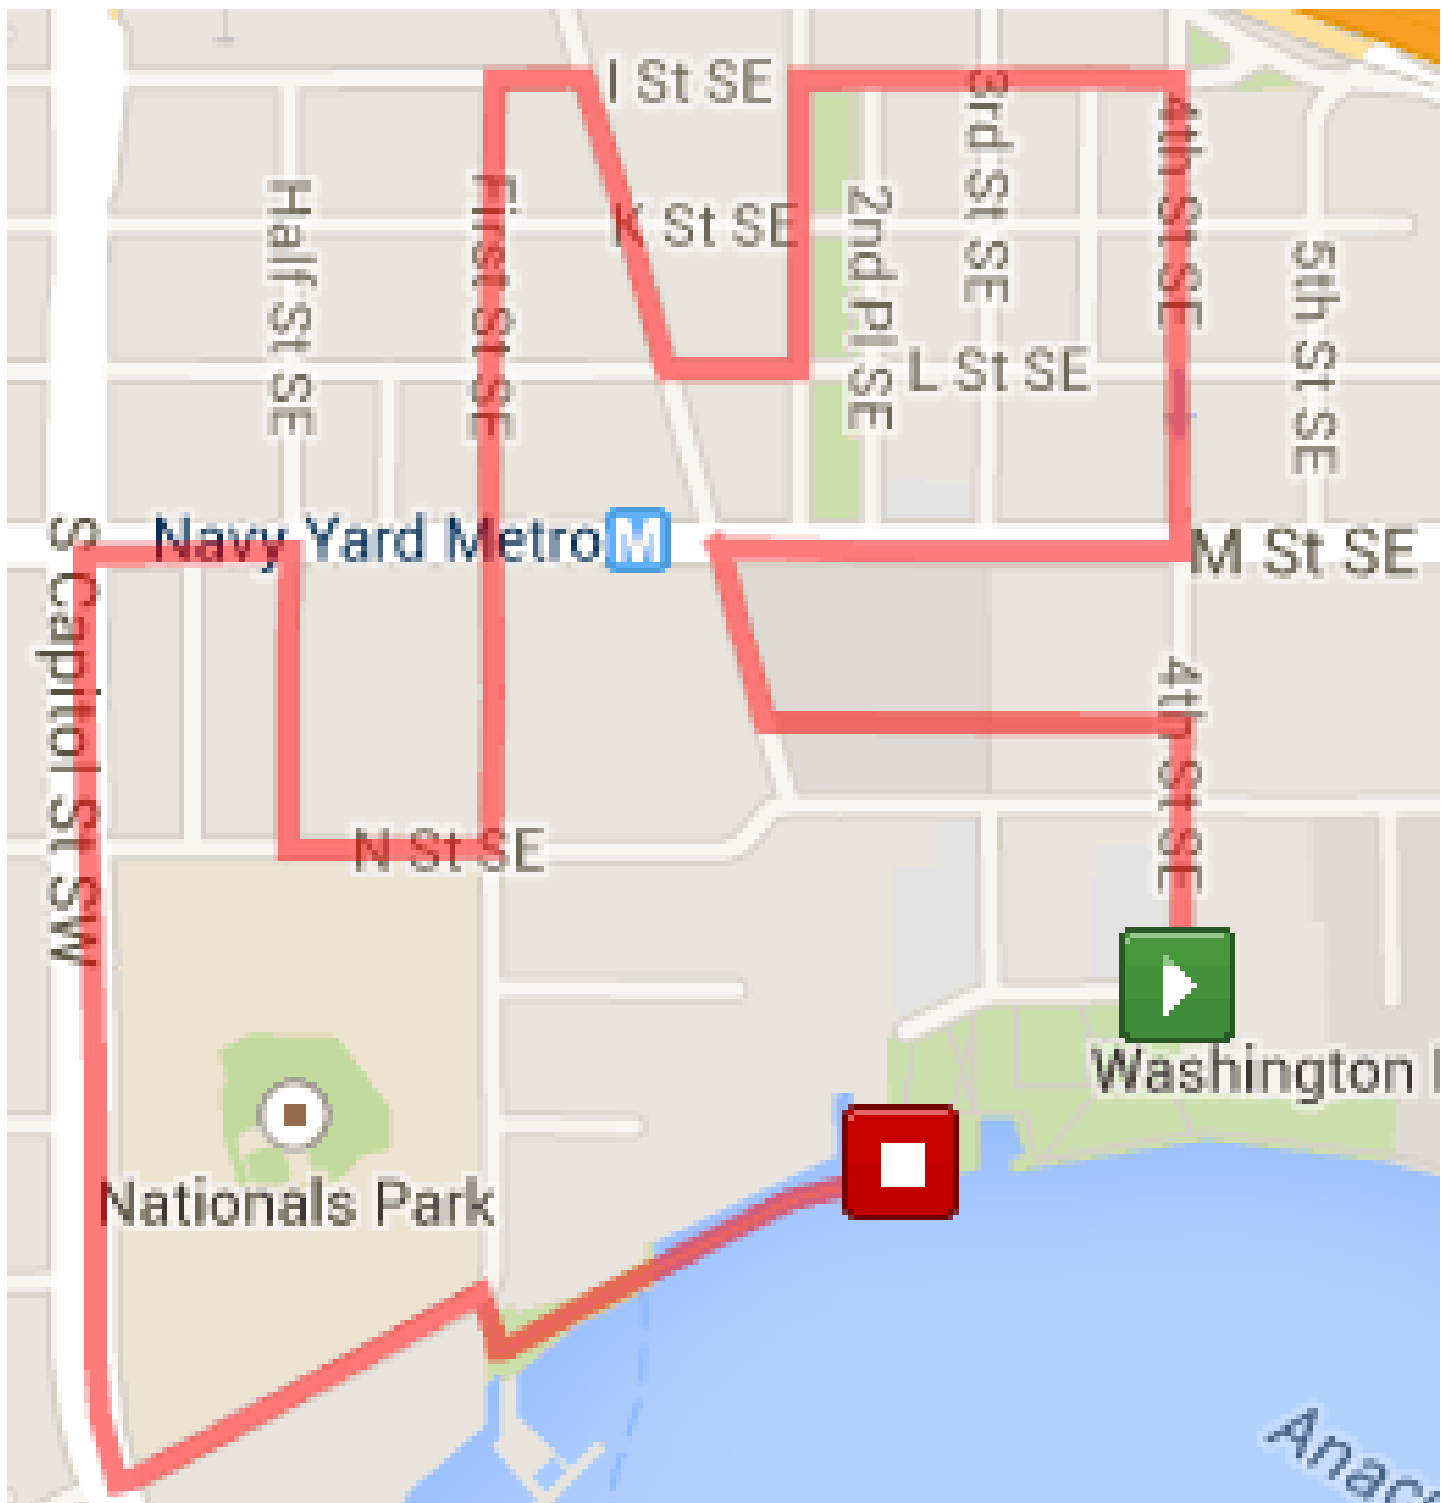 I St SE
3rd St SE
4th St SE
Half St SE
First St SE
K St SE
2nd Pl SE
5th St SE
L St SE
Navy Yard Metro
M
M St SE
S Capitol St SW
4th St SE
N St SE
Washington
Nationals Park